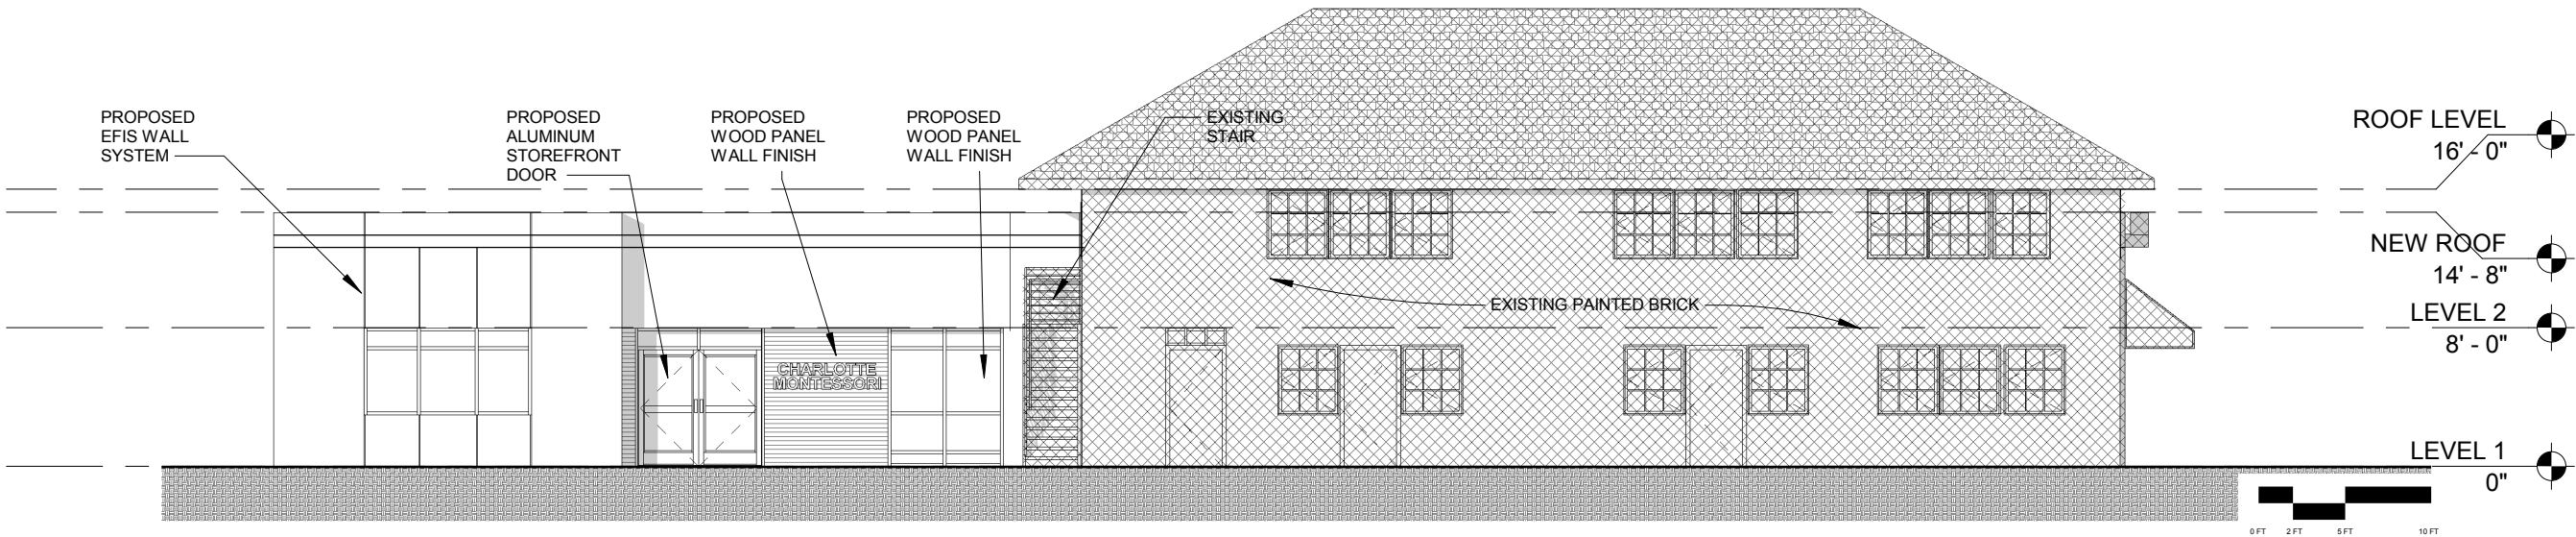 PROPOSED
EFIS WALL
SYSTEM
PROPOSED
ALUMINUM
STOREFRONT
DOOR
PROPOSED
WOOD PANEL
WALL FINISH
PROPOSED
WOOD PANEL
WALL FINISH
EXISTING
STAIR
EXISTING PAINTED BRICK
CHARLOTTE
MONTESSORI
ROOF LEVEL
16' - 0"
NEW ROOF
14' - 8"
LEVEL 2
8' - 0"
LEVEL 1
0"
0 FT 2 FT 5 FT 10 FT